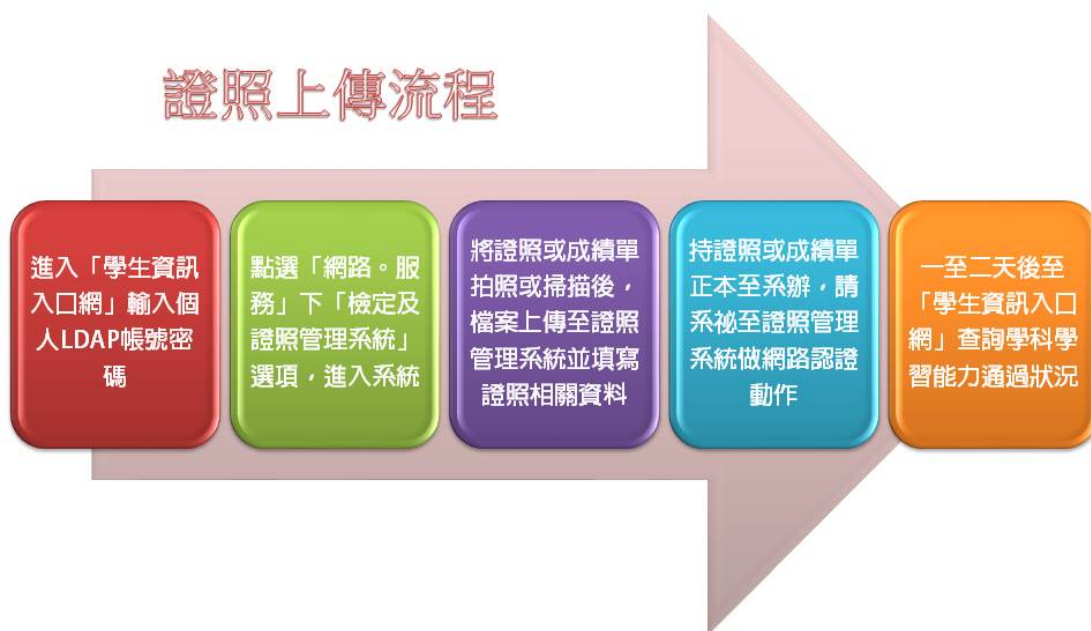 證照上傳流程
進入「學生資訊
入口網」輸入個
人LDAP帳號密
碼
點選「網路。服
務」下「檢定及
證照管理系統」
選項，進入系統
將證照或成績單
拍照或掃描後，
檔案上傳至證照
管理系統並填寫
證照相關資料
持證照或成績單
正本至系辦，請
系祕至證照管理
系統做網路認證
動作
一至二天後至
「學生資訊入口
網」查詢學科學
習能力通過狀況